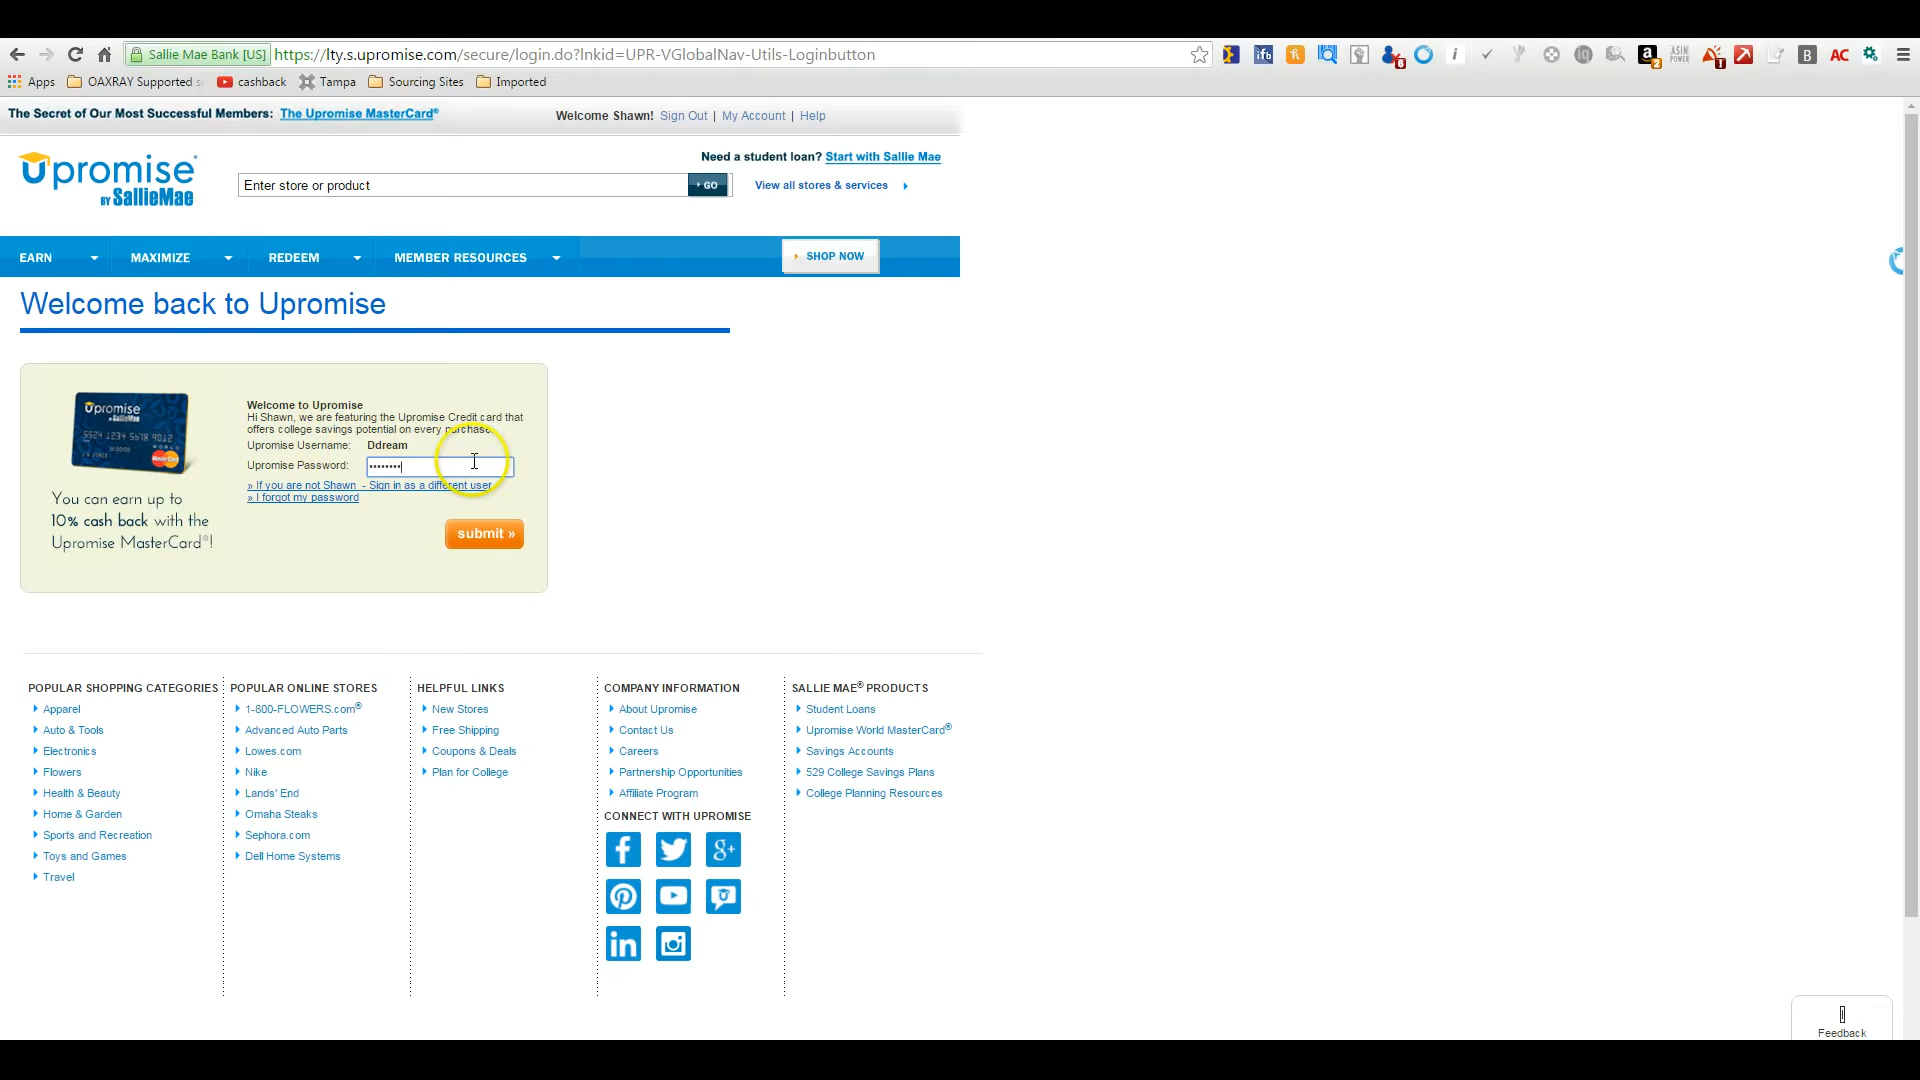 Sallie Mae Bank [US] https://lty.s.upromise.com/secure/login.do?lnkid=UPR-VGlobalNav-Utils-Loginbutton
Apps OAXRAY Supported s cashback Tampa Sourcing Sites Imported
The Secret of Our Most Successful Members: The Upromise MasterCard®
Welcome Shawn! Sign Out | My Account | Help
Need a student loan? Start with Sallie Mae
Upromise
BY SallieMae
Enter store or product GO View all stores & services
EARN MAXIMIZE REDEEM MEMBER RESOURCES SHOP NOW
Welcome back to Upromise
Upromise
5524 1234 5678 9012
WORLD
MasterCard
You can earn up to
10% cash back with the
Upromise MasterCard®!
Welcome to Upromise
Hi Shawn, we are featuring the Upromise Credit card that
offers college savings potential on every purchase.
Upromise Username: Ddream
Upromise Password: ••••••••
» If you are not Shawn - Sign in as a different user
» I forgot my password
submit »
POPULAR SHOPPING CATEGORIES
Apparel
Auto & Tools
Electronics
Flowers
Health & Beauty
Home & Garden
Sports and Recreation
Toys and Games
Travel
POPULAR ONLINE STORES
1-800-FLOWERS.com®
Advanced Auto Parts
Lowes.com
Nike
Lands' End
Omaha Steaks
Sephora.com
Dell Home Systems
HELPFUL LINKS
New Stores
Free Shipping
Coupons & Deals
Plan for College
COMPANY INFORMATION
About Upromise
Contact Us
Careers
Partnership Opportunities
Affiliate Program
CONNECT WITH UPROMISE
SALLIE MAE® PRODUCTS
Student Loans
Upromise World MasterCard®
Savings Accounts
529 College Savings Plans
College Planning Resources
Feedback